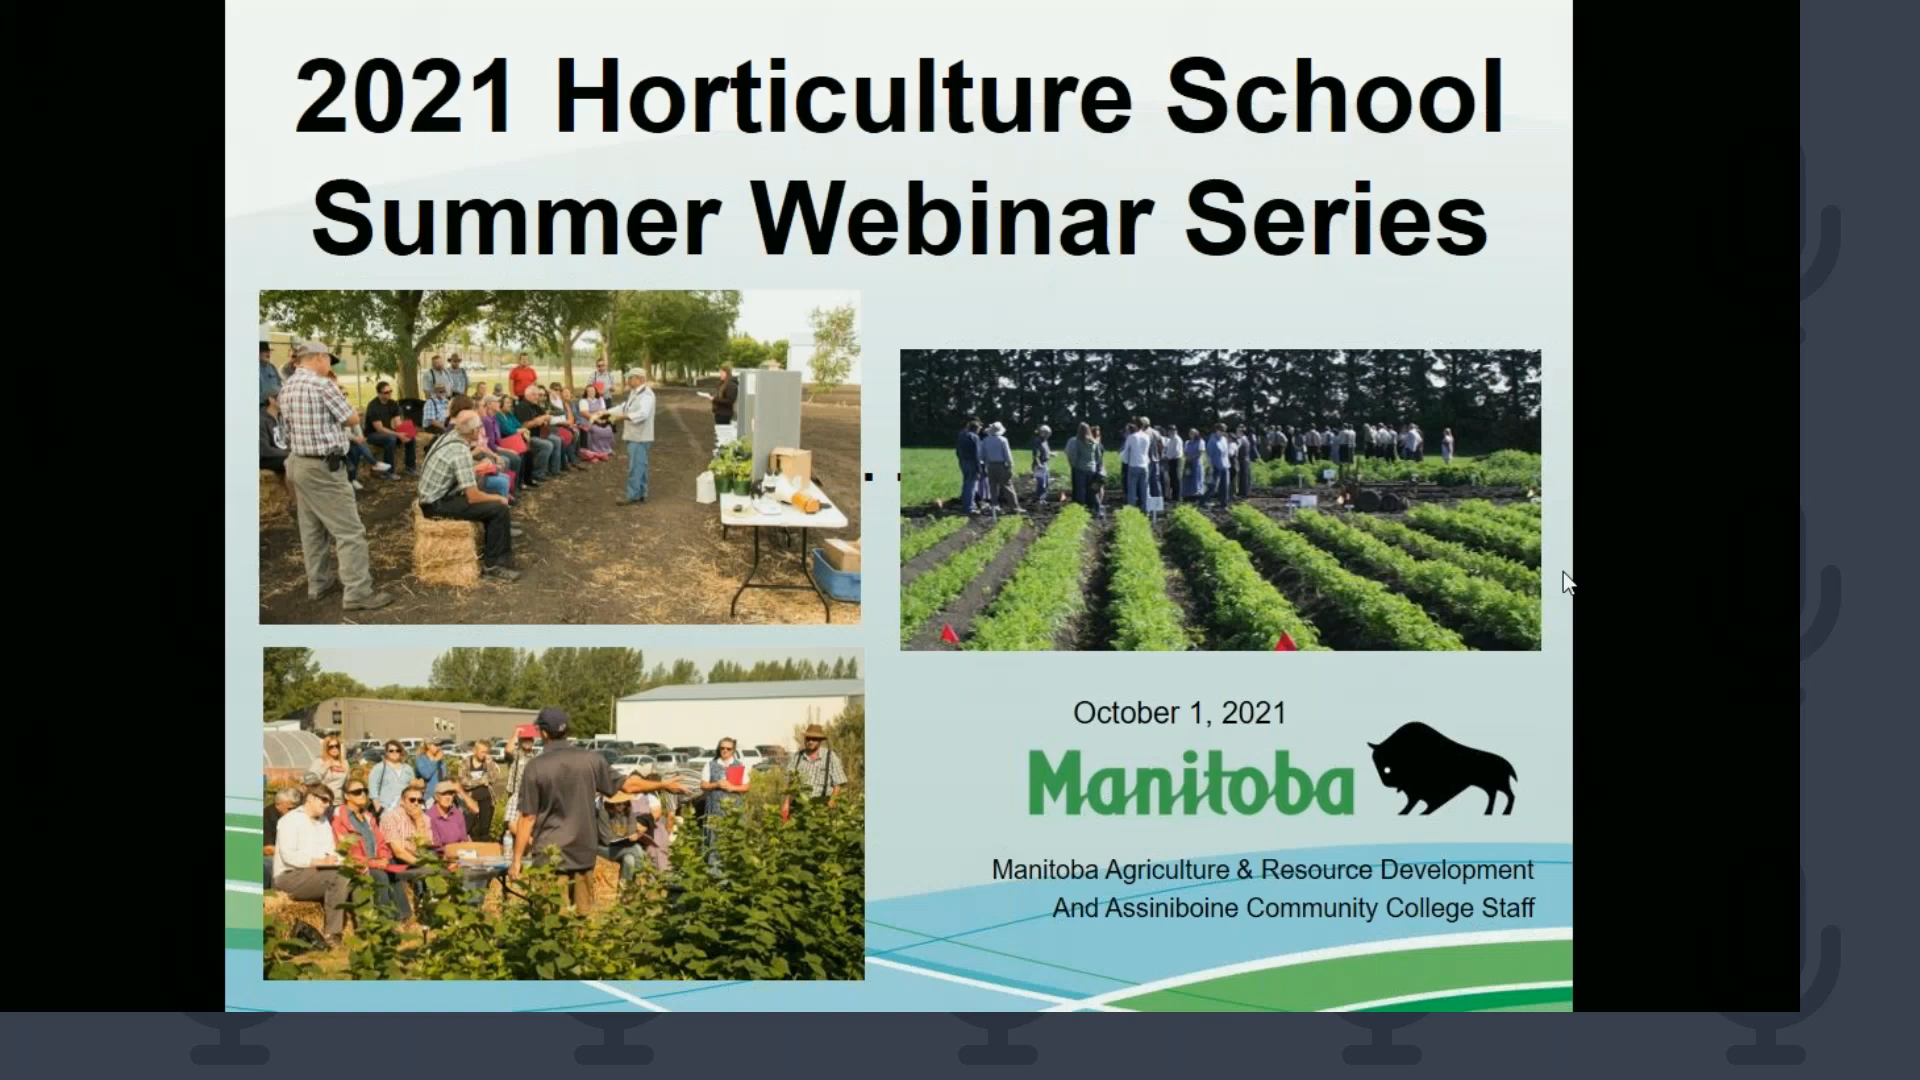 2021 Horticulture School
Summer Webinar Series
October 1, 2021
Manitoba
Manitoba Agriculture & Resource Development
And Assiniboine Community College Staff